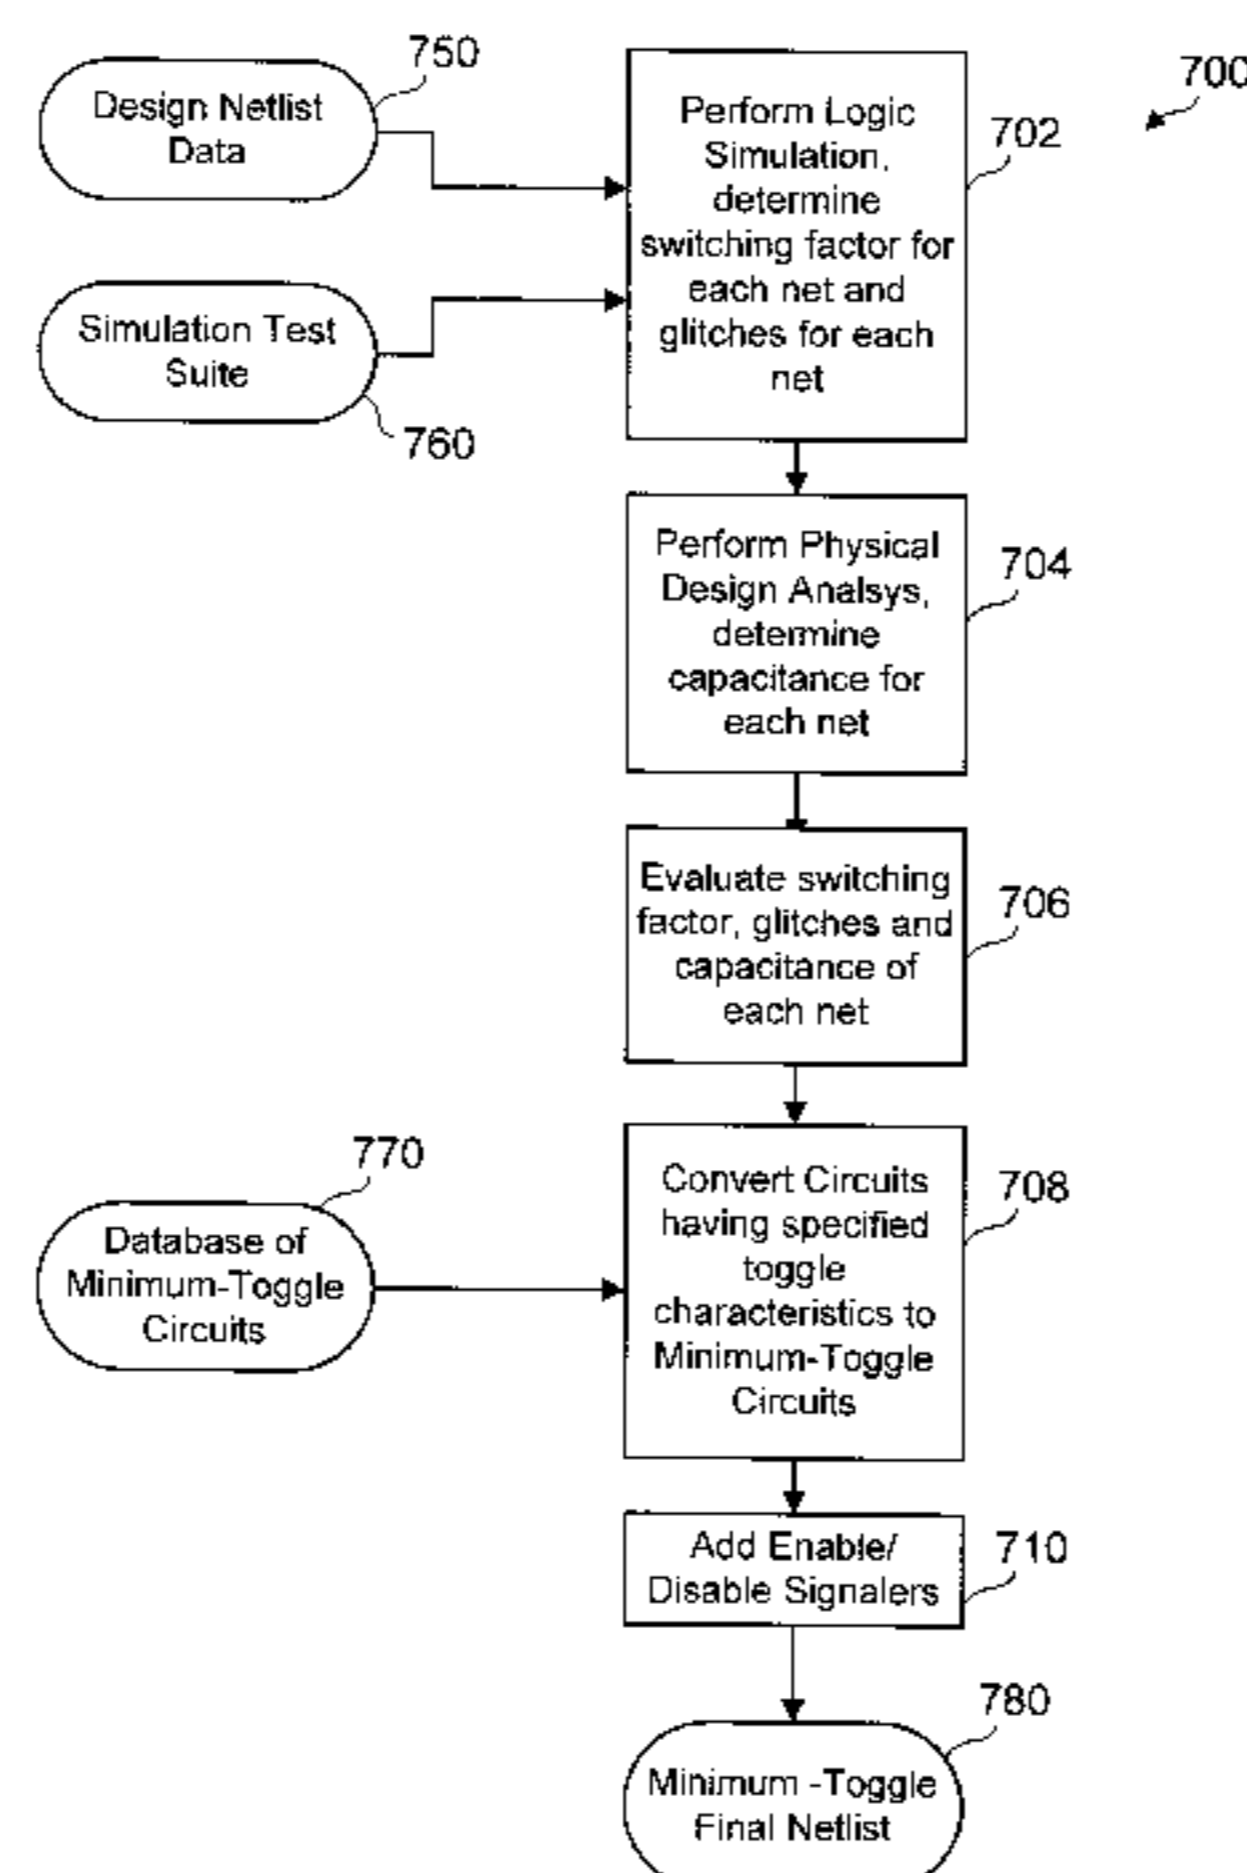 750
Design Netlist
Data
700
Perform Logic
Simulation,
determine
switching factor for
each net and
glitches for each
net
702
Simulation Test
Suite
760
Perform Physical
Design Analsys,
determine
capacitance for
each net
704
Evaluate switching
factor, glitches and
capacitance of
each net
706
770
Database of
Minimum-Toggle
Circuits
Convert Circuits
having specified
toggle
characteristics to
Minimum-Toggle
Circuits
708
Add Enable/
Disable Signalers
710
780
Minimum -Toggle
Final Netlist